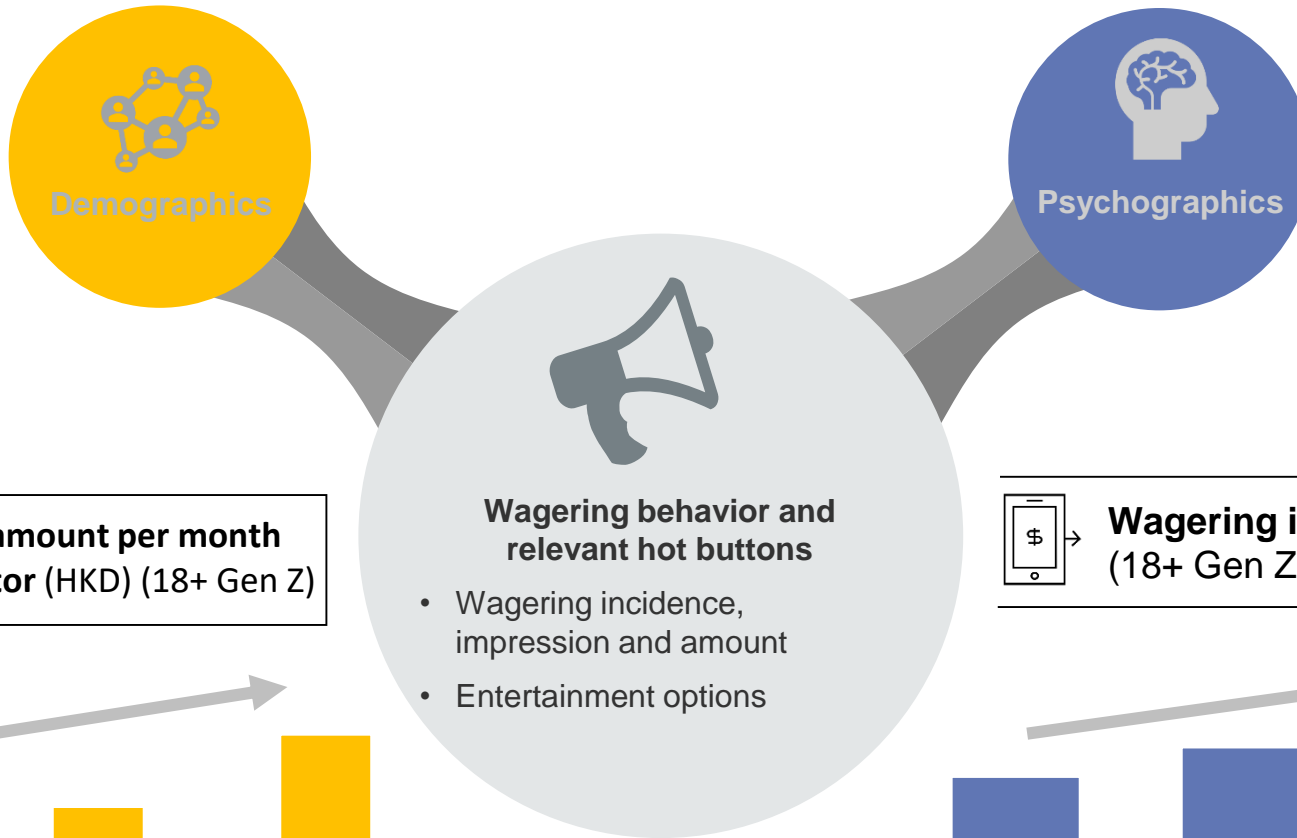 Demographics
Psychographics
Wagering behavior and
relevant hot buttons
• Wagering incidence,
impression and amount
• Entertainment options
amount per month
(HKD) (18+ Gen Z)
$
Wagering
(18+ Gen Z